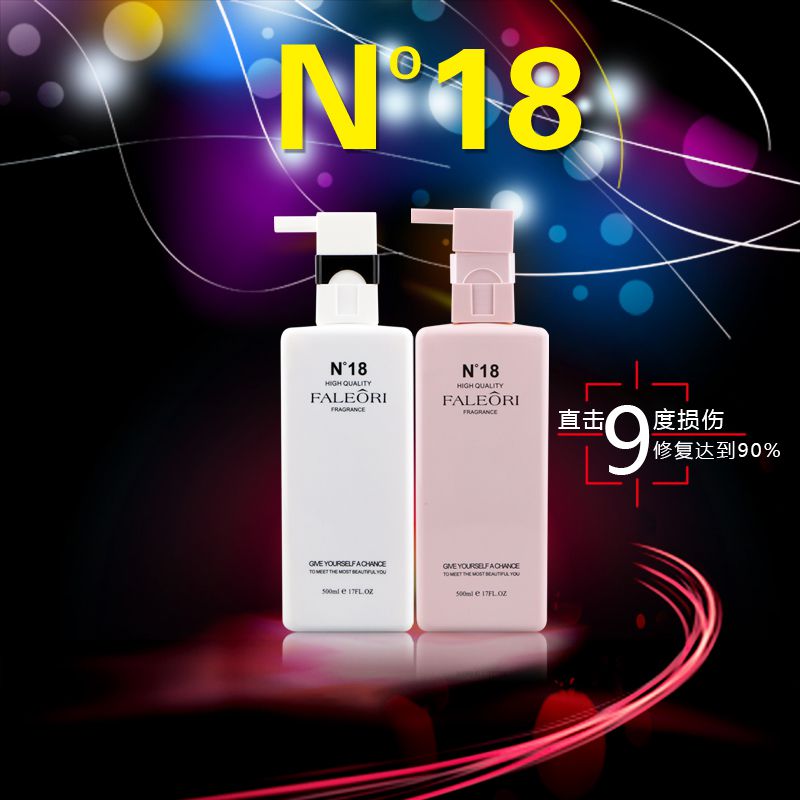 N°18
N°18
HIGH QUALITY
FALEÔRI
FRAGRANCE
GIVE YOURSELF A CHANCE
TO MEET THE MOST BEAUTIFUL YOU
500ml e 17FL.OZ
N°18
HIGH QUALITY
FALEÔRI
FRAGRANCE
GIVE YOURSELF A CHANCE
TO MEET THE MOST BEAUTIFUL YOU
500ml e 17FL.OZ
直击9度损伤
修复达到90%